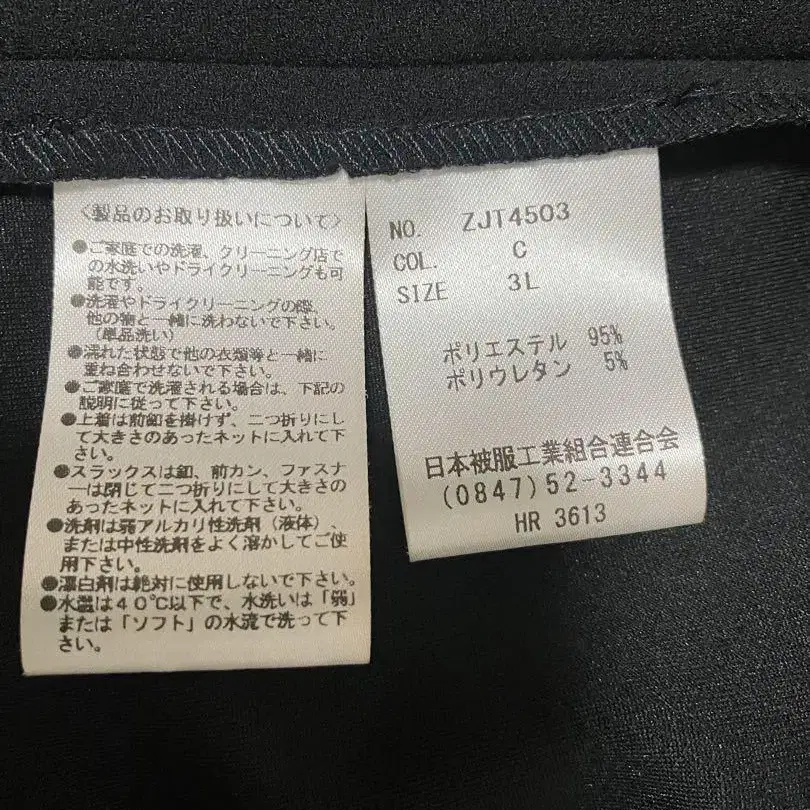 〈製品のお取り扱いについて〉
●ご家庭での洗濯、クリーニング店で
の水洗いやドライクリーニングも可
能です。
●洗濯やドライクリーニングの際、
他の物と一緒に洗わないで下さい。
(単品洗い)
●濡れた状態で他の衣類等と一緒に
重ね合わせないで下さい。
●ご家庭で洗濯される場合は、下記の
説明に従って下さい。
●上着は前釦を掛けず、二つ折りにし
て大きさのあったネットに入れて下
さい。
●スラックスは釦、前カン、ファスナ
ーは閉じて二つ折りにして大きさの
あったネットに入れて下さい。
●洗剤は弱アルカリ性洗剤(液体)、
または中性洗剤をよく溶かしてご使
用下さい。
●漂白剤は絶対に使用しないで下さい。
●水温は40℃以下で、水洗いは「弱」
または「ソフト」の水流で洗って下
さい。
NO. ZJT4503
COL. C
SIZE 3L
ポリエステル 95%
ポリウレタン 5%
日本被服工業組合連合会
(0847)52-3344
HR 3613